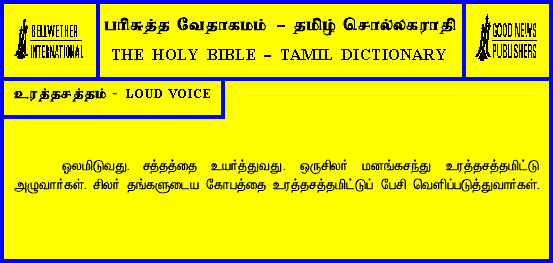 BELLWETHER
INTERNATIONAL
பரிசுத்த வேதாகமம் – தமிழ் சொல்லகராதி
THE HOLY BIBLE – TAMIL DICTIONARY
GOOD NEWS
PUBLISHERS
உரத்தசத்தம் - LOUD VOICE
ஓலமிடுவது. சத்தத்தை உயர்த்துவது. ஒருசிலர் மனங்கசந்து உரத்தசத்தமிட்டு
அழுவார்கள். சிலர் தங்களுடைய கோபத்தை உரத்தசத்தமிட்டுப் பேசி வெளிப்படுத்துவார்கள்.